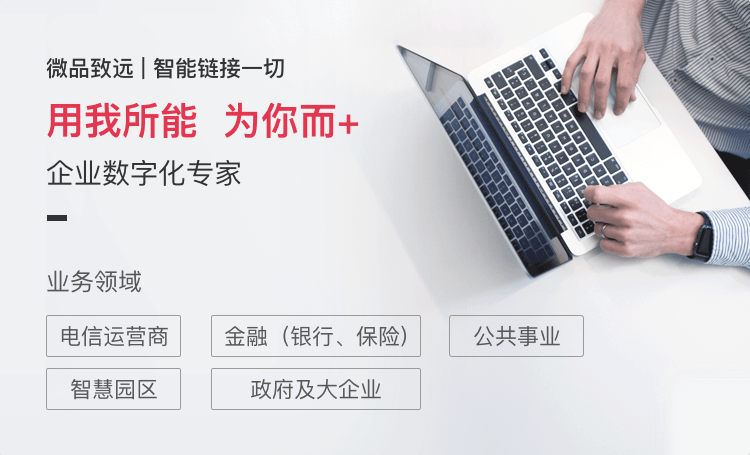 微品致远 | 智能链接一切
用我所能 为你而+
企业数字化专家
业务领域
电信运营商 金融（银行、保险） 公共事业
智慧园区 政府及大企业